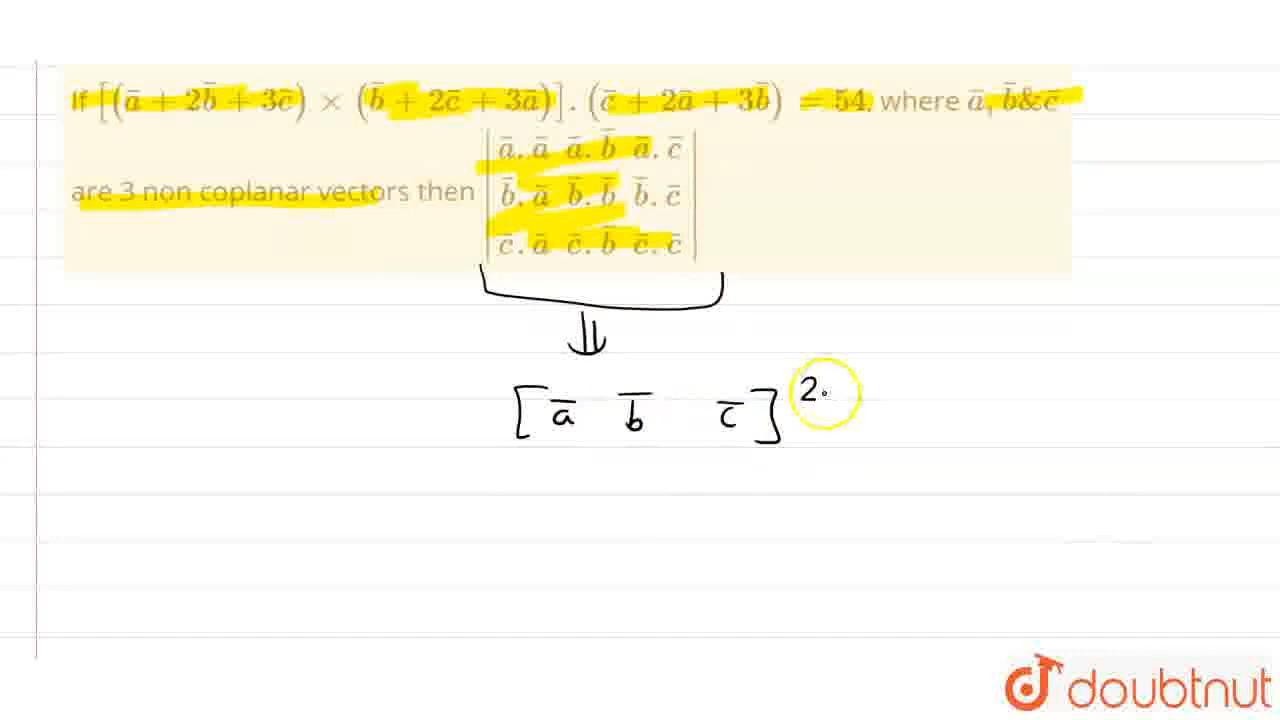 If [(ā + 2b̄ + 3c̄) × (b̄ + 2c̄ + 3ā)]. (c̄ + 2ā + 3b̄) = 54, where ā, b̄&c̄
are 3 non coplanar vectors then
|ā. ā ā. b̄ ā. c̄|
|b̄. ā b̄. b̄ b̄. c̄|
|c̄. ā c̄. b̄ c̄. c̄|
⇓
[ā b̄ c̄]²·
doubtnut